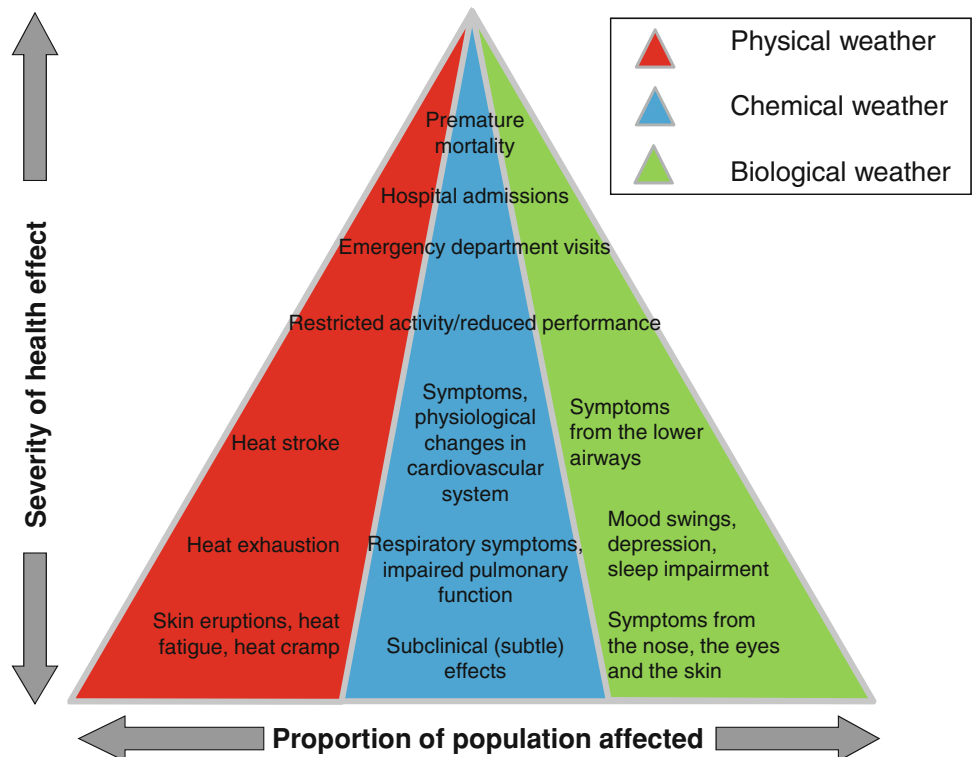 Physical weather
Chemical weather
Biological weather
Severity of health effect
Premature
mortality
Hospital admissions
Emergency department visits
Restricted activity/reduced performance
Heat stroke
Heat exhaustion
Skin eruptions, heat
fatigue, heat cramp
Symptoms,
physiological
changes in
cardiovascular
system
Respiratory symptoms,
impaired pulmonary
function
Subclinical (subtle)
effects
Symptoms
from the lower
airways
Mood swings,
depression,
sleep impairment
Symptoms from
the nose, the eyes
and the skin
Proportion of population affected